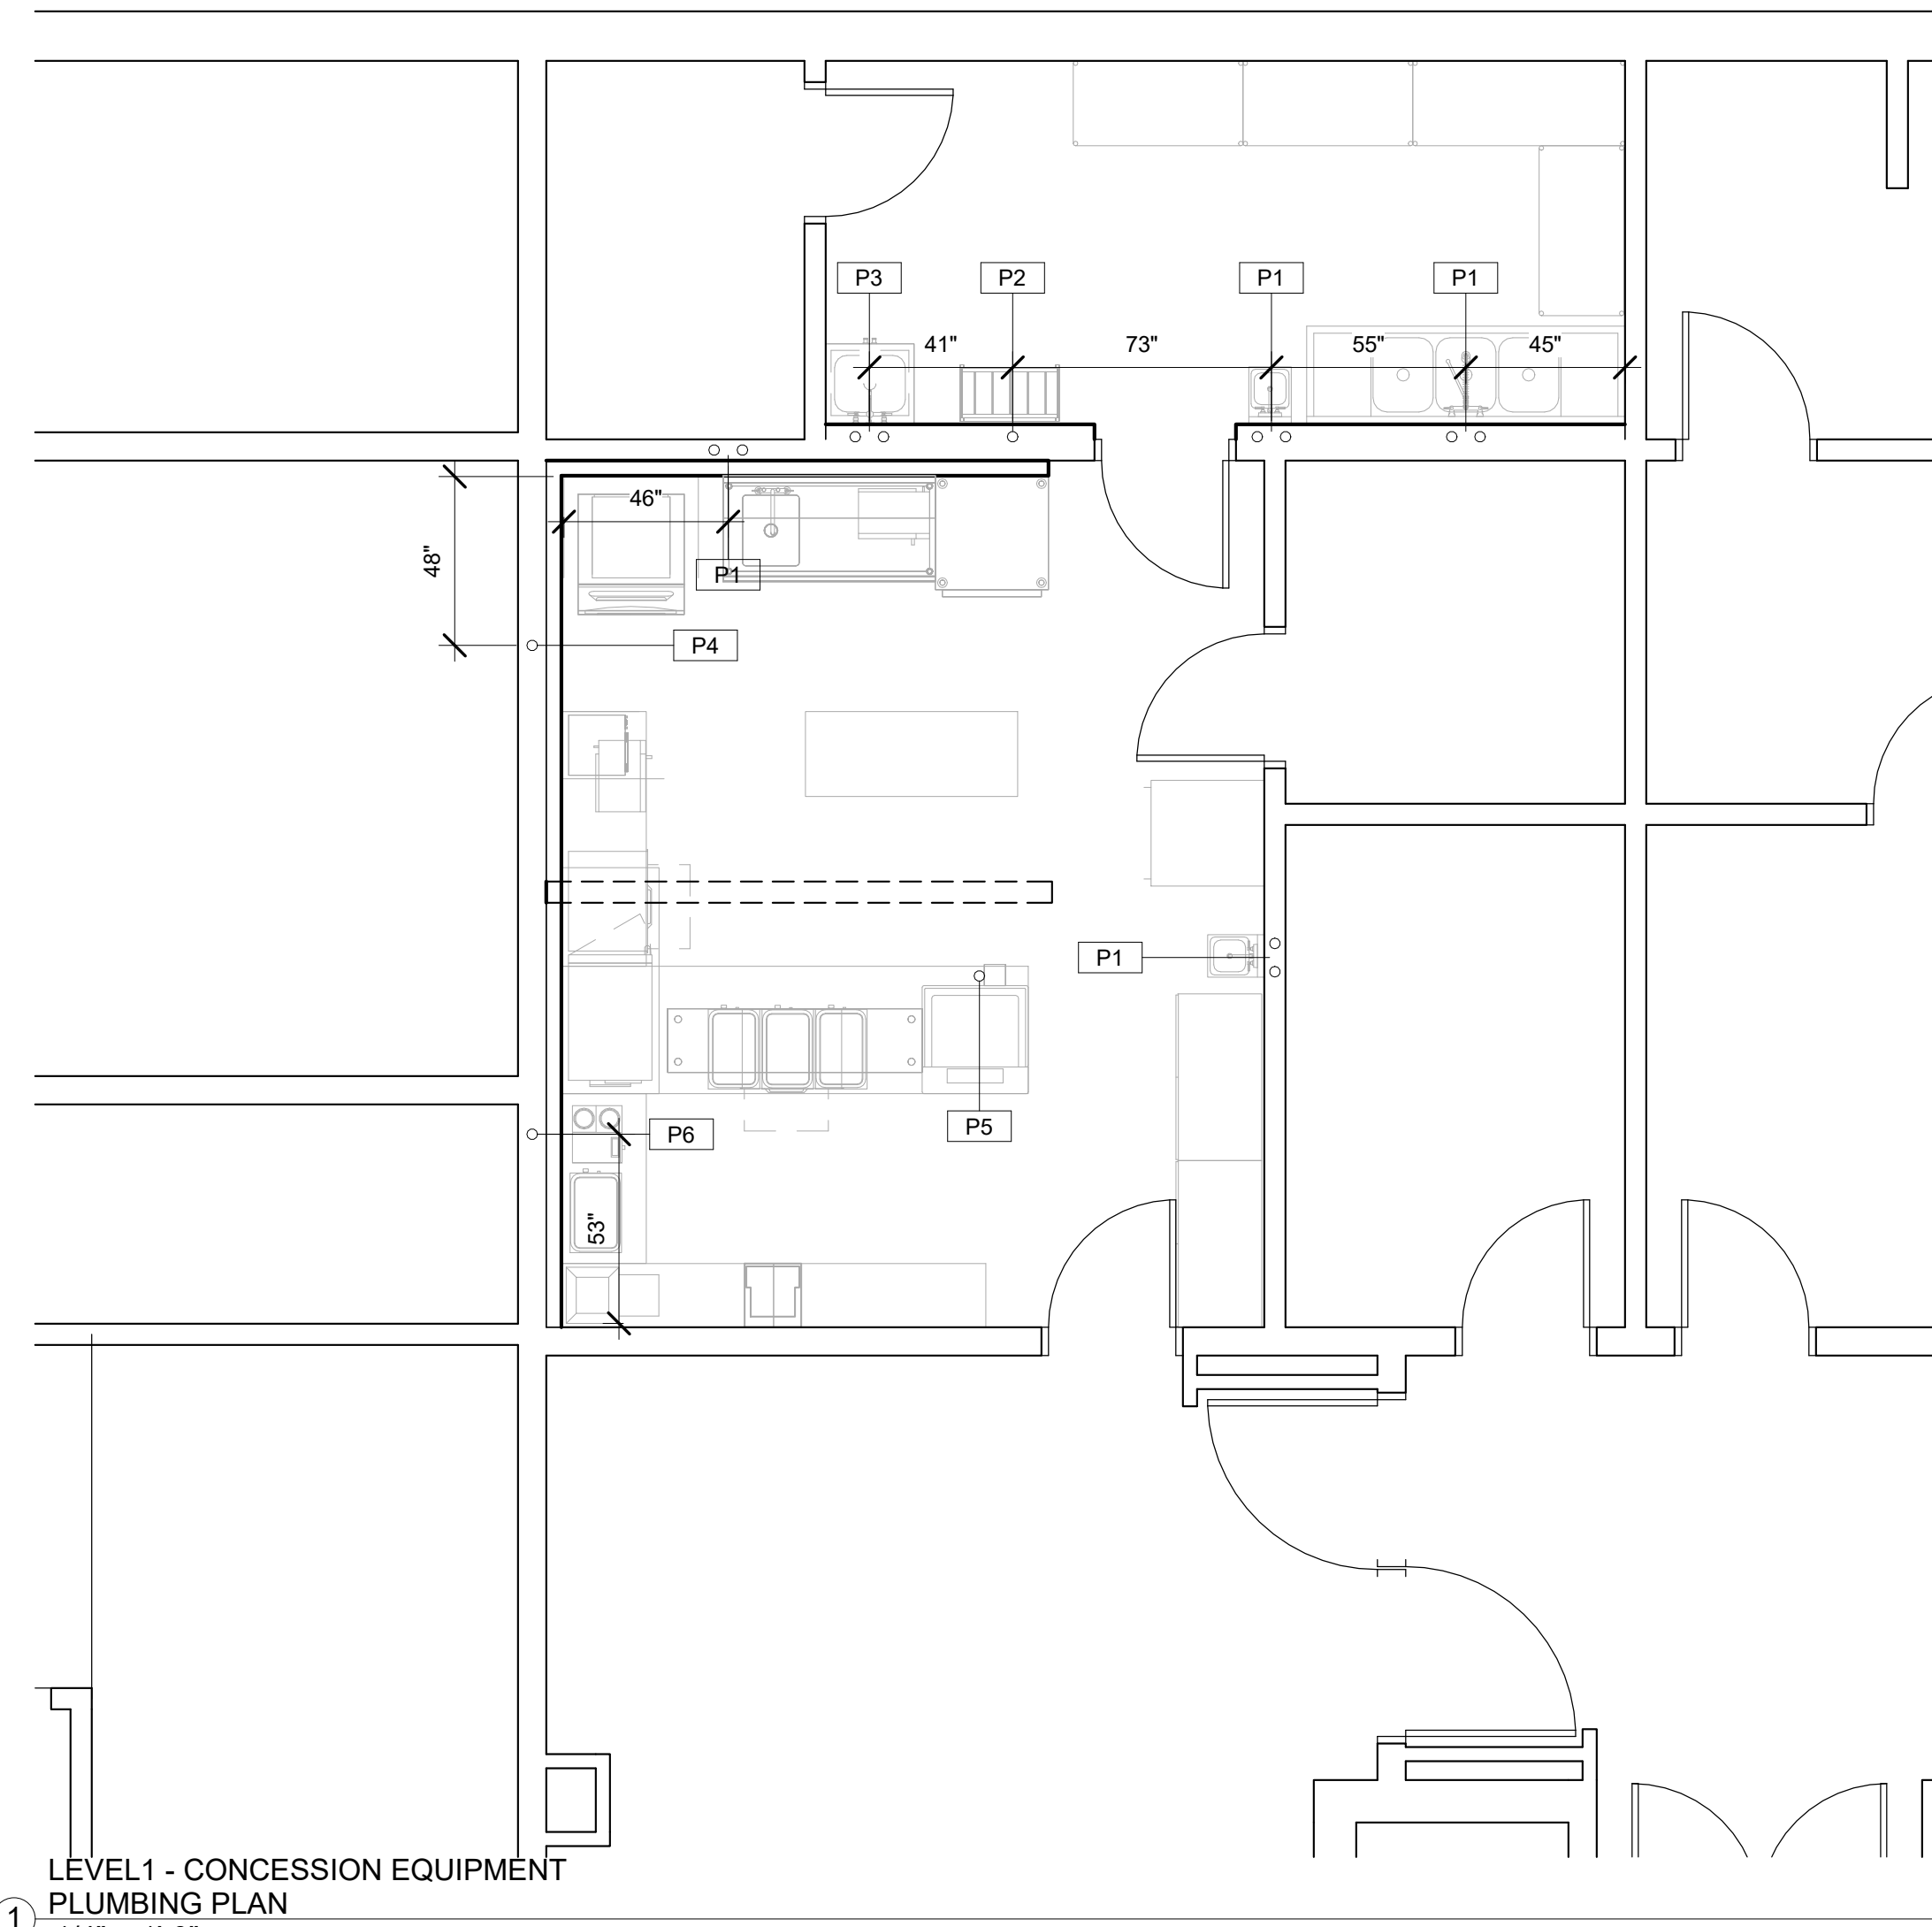 P3
P2
P1
P1
41"
73"
55"
45"
46"
48"
P1
P4
P1
P5
P6
53"
LEVEL1 - CONCESSION EQUIPMENT
PLUMBING PLAN
1